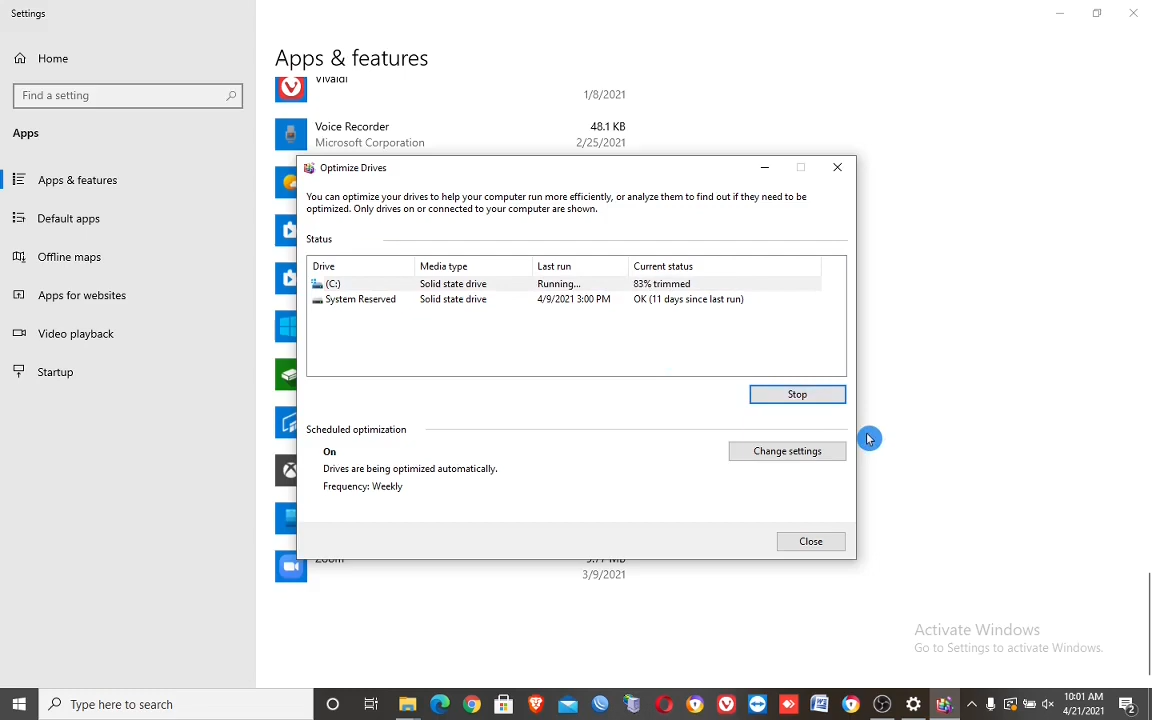 Settings
Home
Find a setting
Apps
Apps & features
Default apps
Offline maps
Apps for websites
Video playback
Startup
Apps & features
Vivaldi
1/8/2021
Voice Recorder 48.1 KB
Microsoft Corporation 2/25/2021
Optimize Drives
You can optimize your drives to help your computer run more efficiently, or analyze them to find out if they need to be
optimized. Only drives on or connected to your computer are shown.
Status
Drive Media type Last run Current status
(C:) Solid state drive Running... 83% trimmed
System Reserved Solid state drive 4/9/2021 3:00 PM OK (11 days since last run)
Stop
Scheduled optimization
On
Drives are being optimized automatically.
Frequency: Weekly
Change settings
Close
Zoom
3/9/2021
Activate Windows
Go to Settings to activate Windows.
Type here to search
10:01 AM
4/21/2021
2